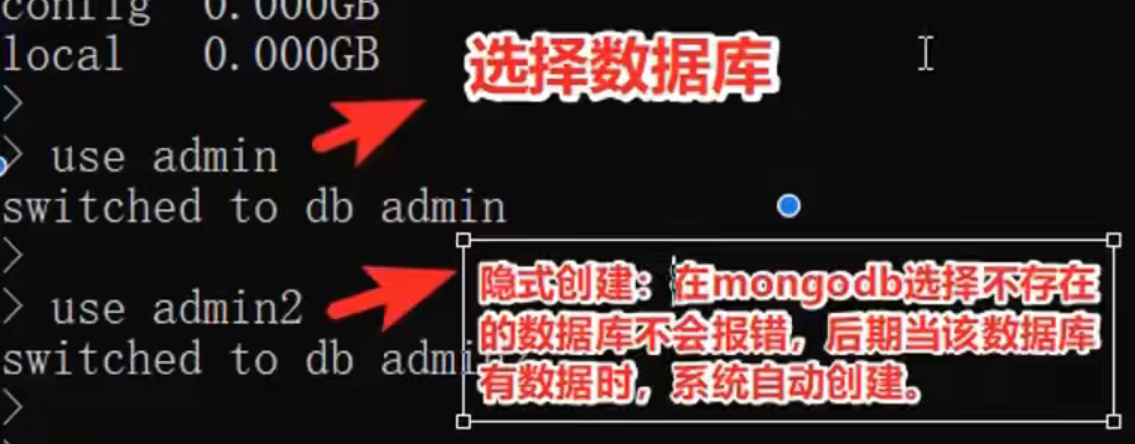 config 0.000GB
local 0.000GB
选择数据库
>
> use admin
switched to db admin
>
> use admin2
隐式创建：在mongodb选择不存在
的数据库不会报错，后期当该数据库
有数据时，系统自动创建。
switched to db admi
>